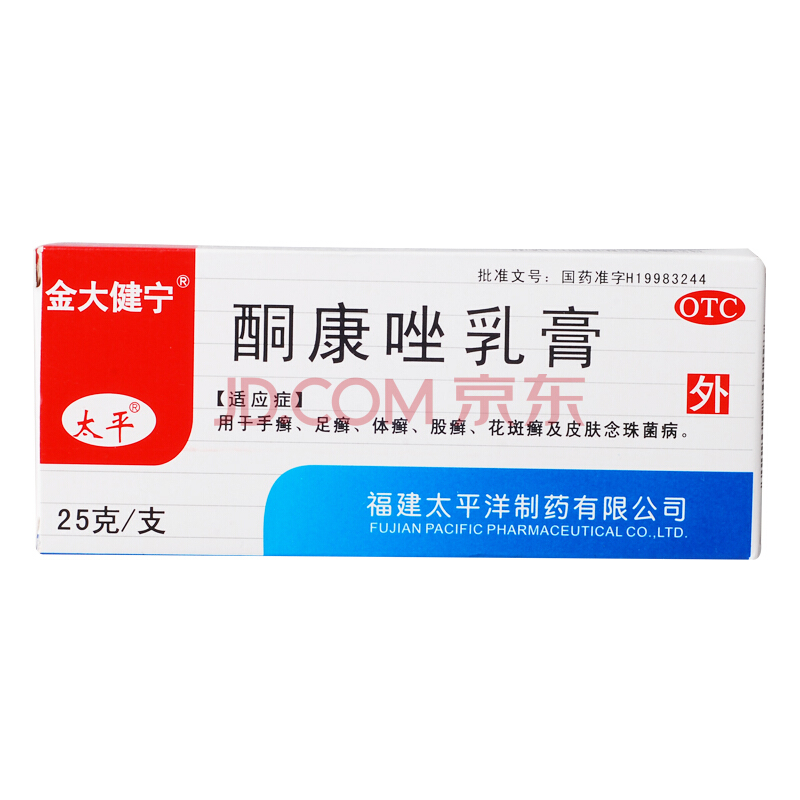 金大健宁®
太平®
25克/支
批准文号：国药准字H19983244
OTC
酮康唑乳膏
外
【适应症】
用于手癣、足癣、体癣、股癣、花斑癣及皮肤念珠菌病。
JD.COM 京东
福建太平洋制药有限公司
FUJIAN PACIFIC PHARMACEUTICAL CO.,LTD.